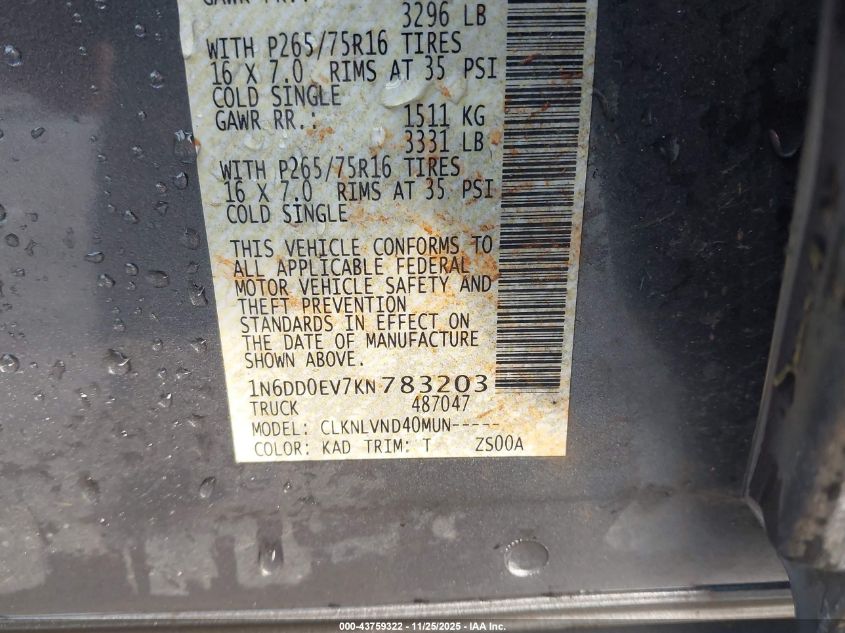 3296 LB
WITH P265/75R16 TIRES
16 X 7.0 RIMS AT 35 PSI
COLD SINGLE
GAWR RR.: 1511 KG
3331 LB
WITH P265/75R16 TIRES
16 X 7.0 RIMS AT 35 PSI
COLD SINGLE
THIS VEHICLE CONFORMS TO
ALL APPLICABLE FEDERAL
MOTOR VEHICLE SAFETY AND
THEFT PREVENTION
STANDARDS IN EFFECT ON
THE DATE OF MANUFACTURE
SHOWN ABOVE.
1N6DD0EV7KN783203
TRUCK 487047
MODEL: CLKNLVND40MUN-----
COLOR: KAD TRIM: T ZS00A
000-43759322 - 11/25/2025 - IAA Inc.